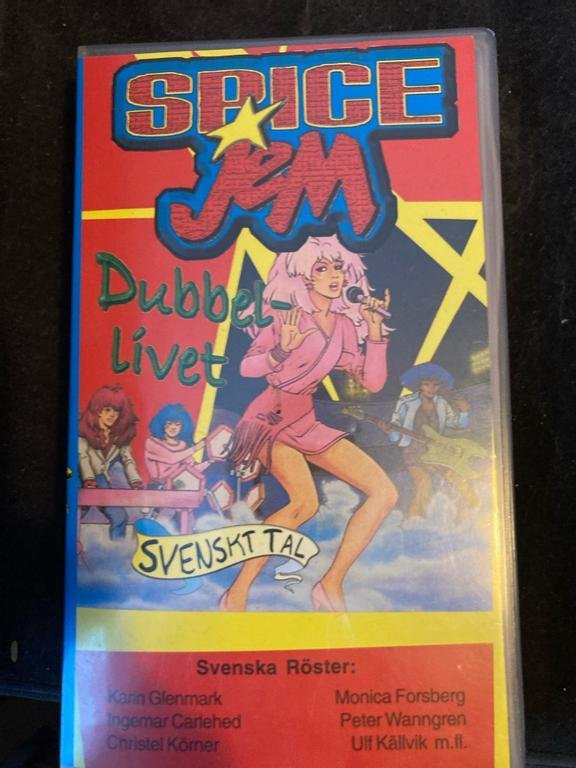 SPICE
JEM
Dubbel-
livet
SVENSKT TAL
Svenska Röster:
Karin Glenmark Monica Forsberg
Ingemar Carlehed Peter Wanngren
Christel Körner Ulf Källvik m.fl.